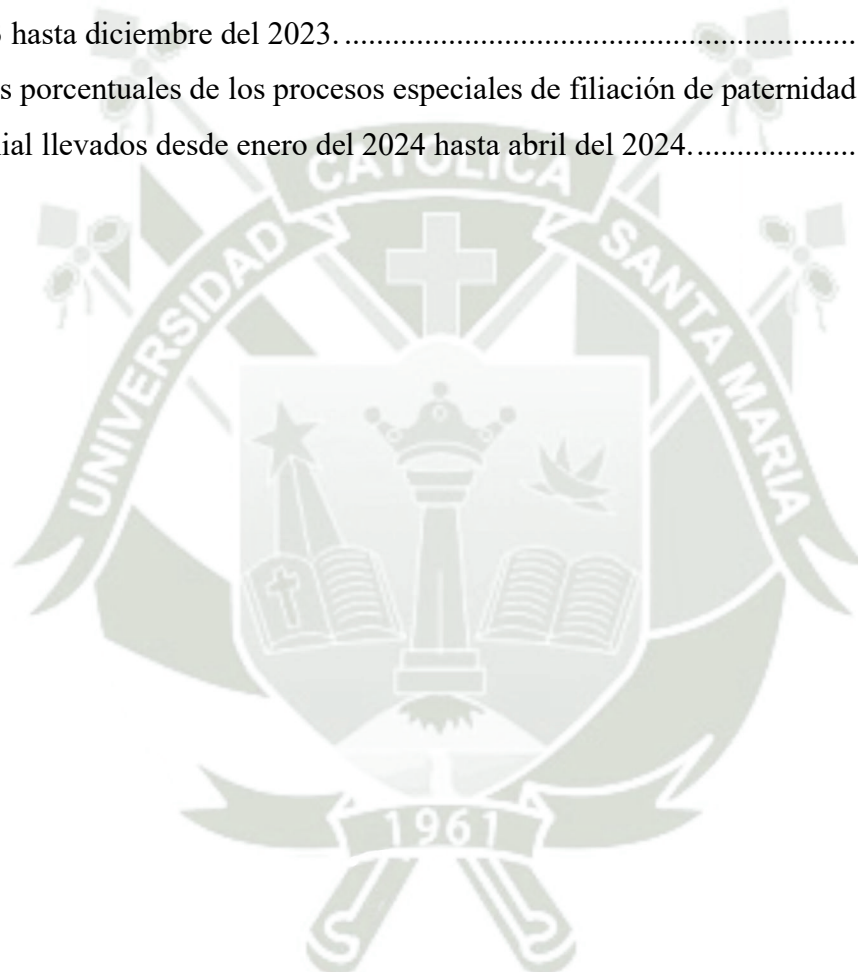 hasta diciembre del 2023. ................................................................................
s porcentuales de los procesos especiales de filiación de paternidad
ial llevados desde enero del 2024 hasta abril del 2024. ....................
UNIVERSIDAD CATOLICA SANTA MARIA
1961